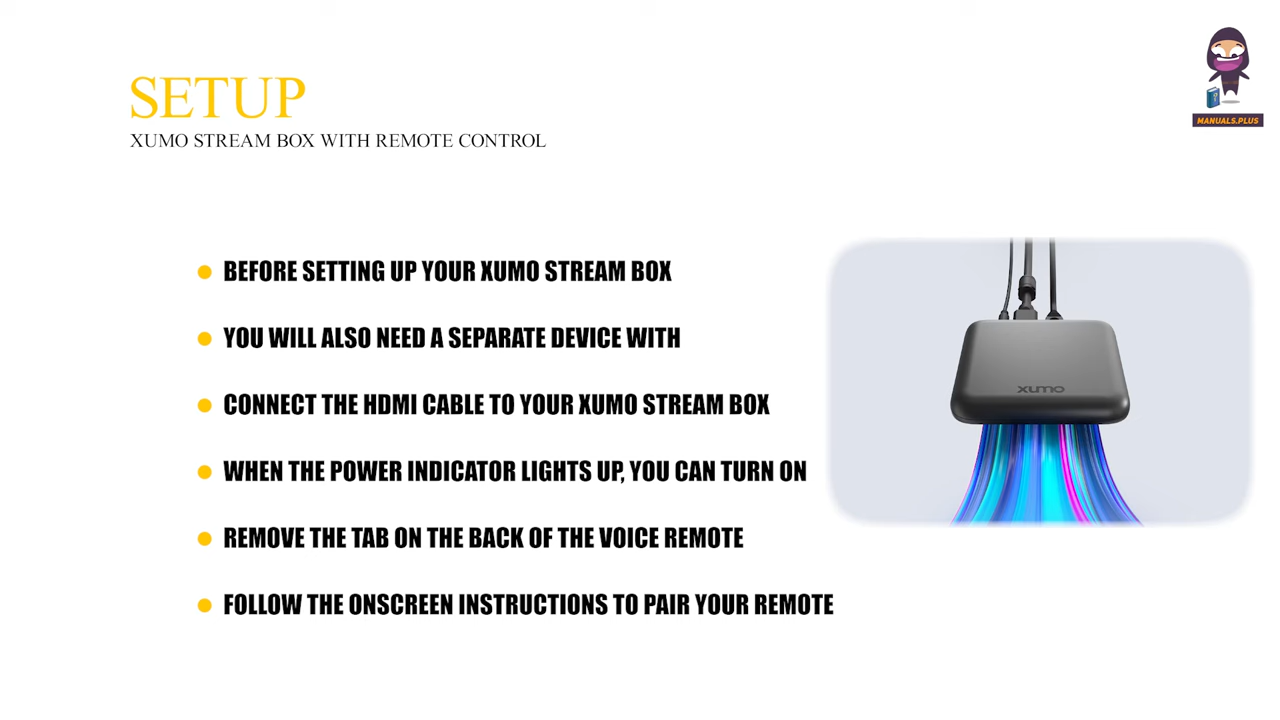 SETUP
XUMO STREAM BOX WITH REMOTE CONTROL
MANUALS.PLUS
BEFORE SETTING UP YOUR XUMO STREAM BOX
YOU WILL ALSO NEED A SEPARATE DEVICE WITH
CONNECT THE HDMI CABLE TO YOUR XUMO STREAM BOX
WHEN THE POWER INDICATOR LIGHTS UP, YOU CAN TURN ON
REMOVE THE TAB ON THE BACK OF THE VOICE REMOTE
FOLLOW THE ONSCREEN INSTRUCTIONS TO PAIR YOUR REMOTE
xumo